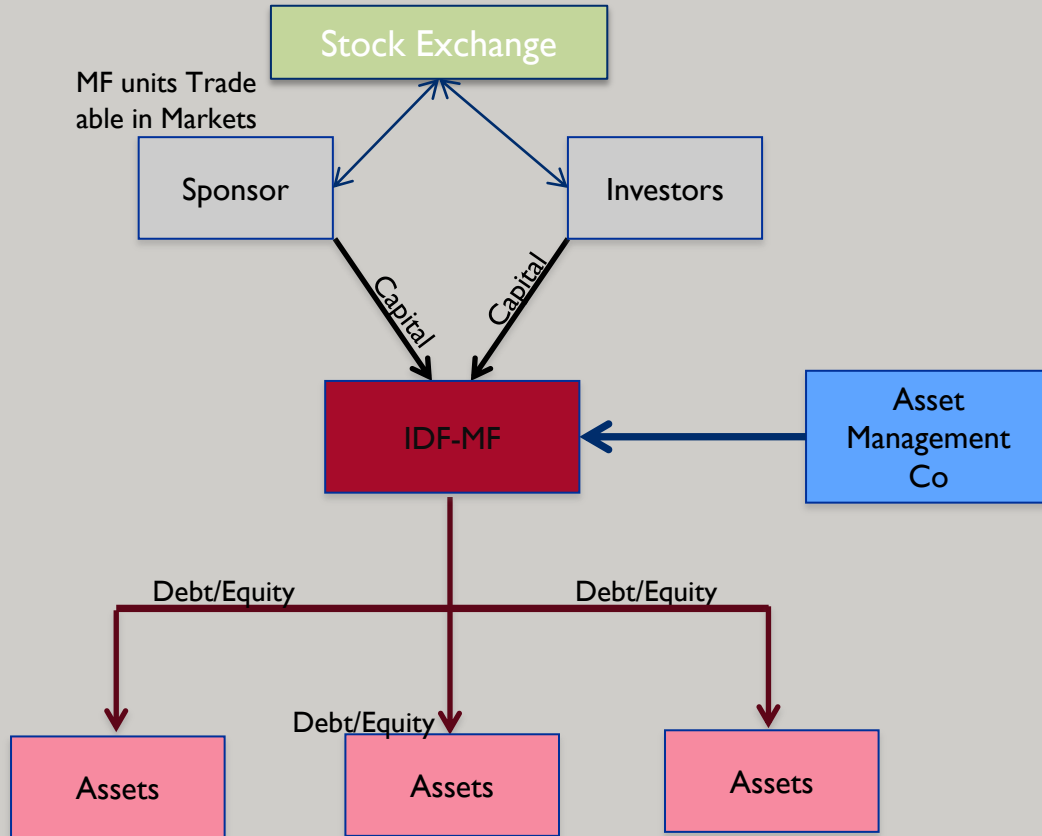 Stock Exchange
MF units Trade
able in Markets
Sponsor
Investors
Capital
Capital
IDF-MF
Asset
Management
Co
Debt/Equity
Debt/Equity
Debt/Equity
Assets
Assets
Assets